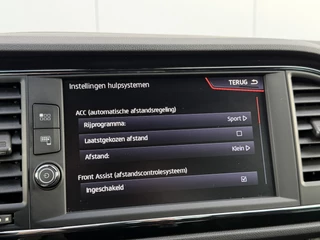 Instellingen hulpsystemen
TERUG
ACC (automatische afstandsregeling)
Rijprogramma: Sport
Laatstgekozen afstand
Afstand: Klein
Front Assist (afstandscontrolesysteem)
Ingeschakeld